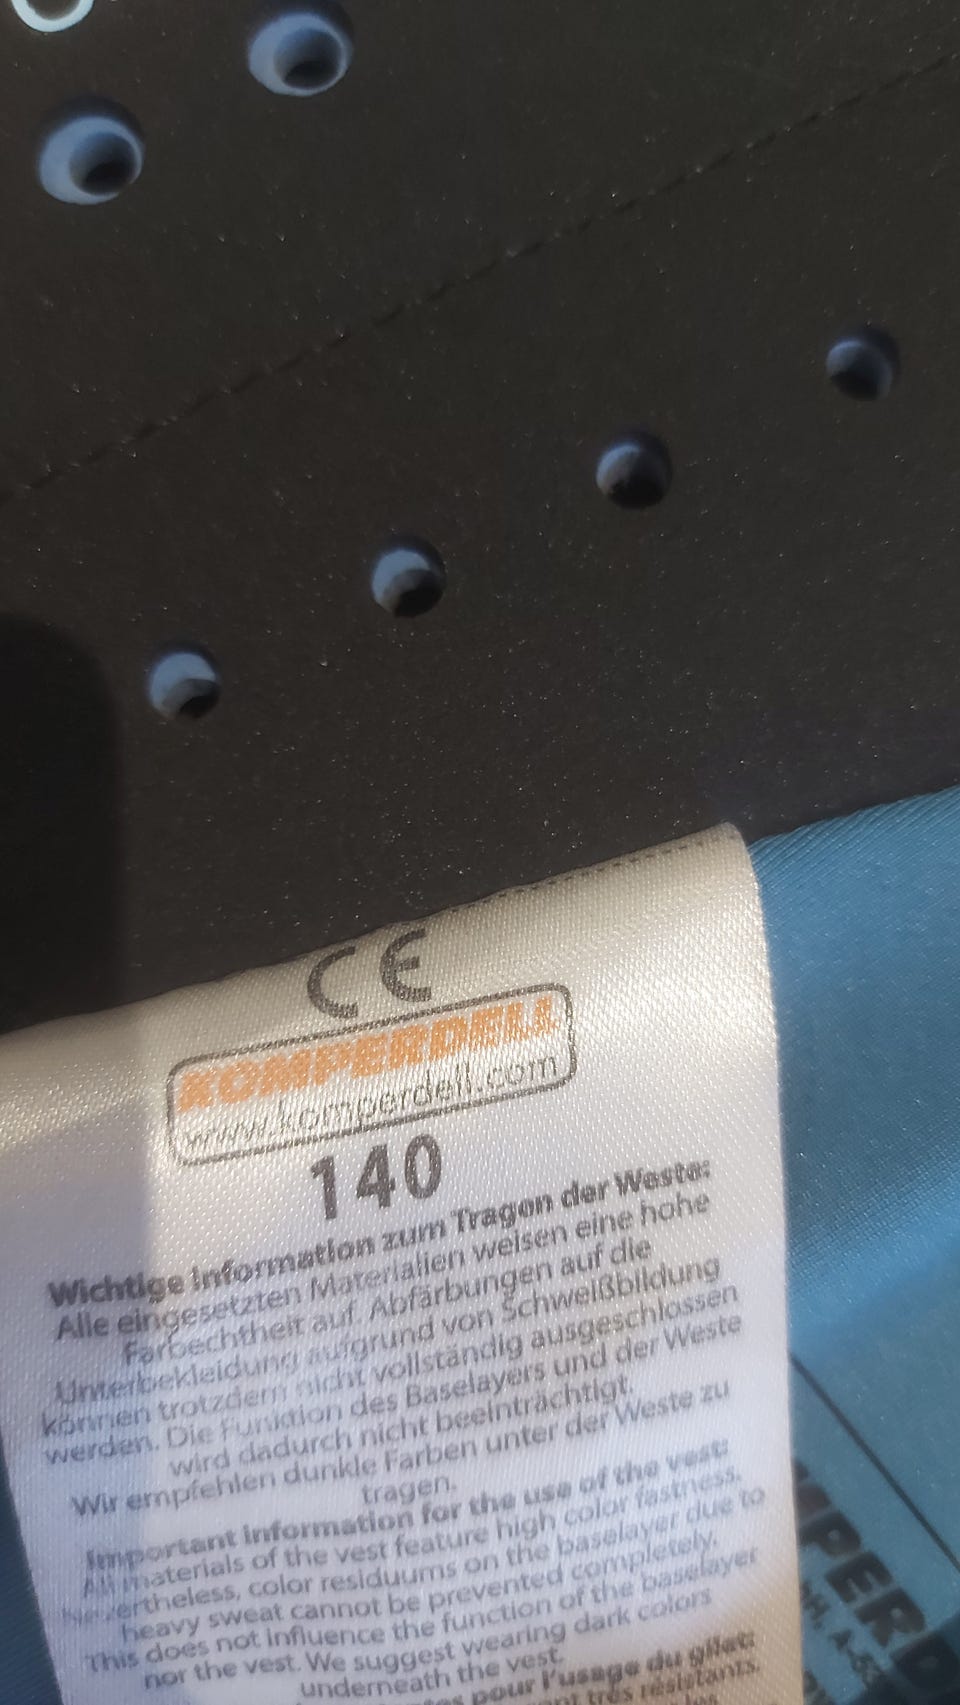 CE
KOMPERDELL
www.komperdell.com
140
Wichtige Information zum Tragen der Weste:
Alle eingesetzten Materialien weisen eine hohe
Farbechtheit auf. Abfärbungen auf die
Unterbekleidung aufgrund von Schweißbildung
können trotzdem nicht vollständig ausgeschlossen
werden. Die Funktion des Baselayers und der Weste
wird dadurch nicht beeinträchtigt.
Wir empfehlen dunkle Farben unter der Weste zu
tragen.
Important information for the use of the vest:
All materials of the vest feature high color fastness.
Nevertheless, color residuums on the baselayer due to
heavy sweat cannot be prevented completely.
This does not influence the function of the baselayer
nor the vest. We suggest wearing dark colors
underneath the vest.
pour l'usage du gilet:
très résistants.
MPERD